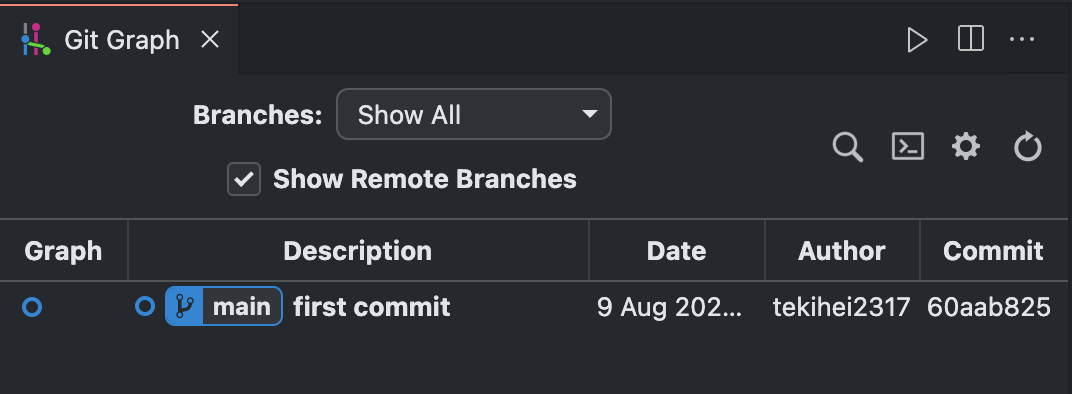 Git Graph
Branches: Show All
Show Remote Branches
Graph Description Date Author Commit
main first commit 9 Aug 202... tekihei2317 60aab825